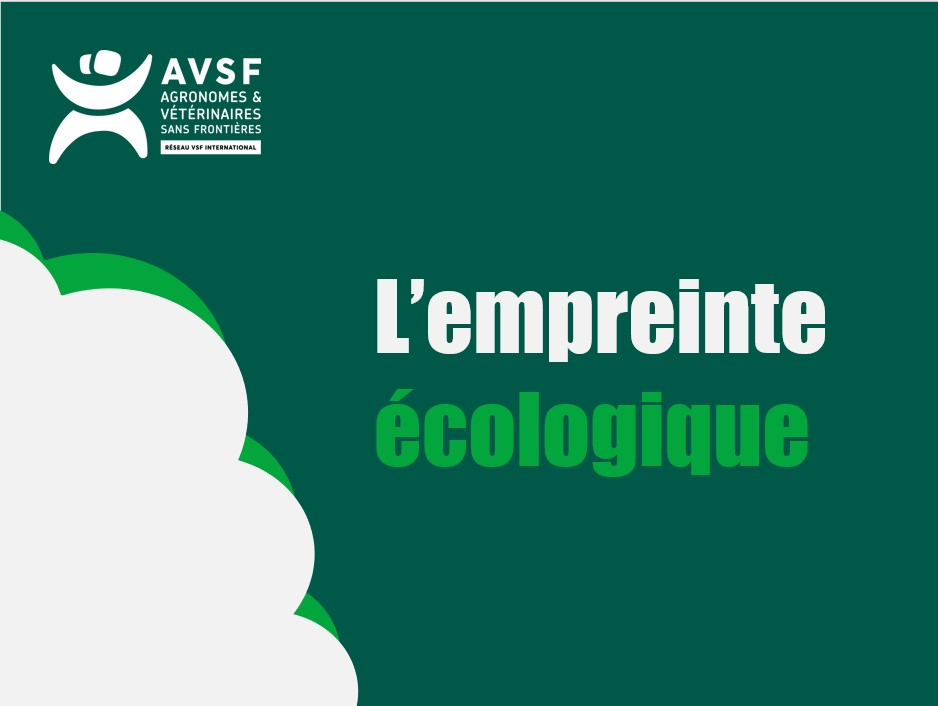 AVSF
AGRONOMES &
VÉTÉRINAIRES
SANS FRONTIÈRES
RÉSEAU VSF INTERNATIONAL
L’empreinte
écologique